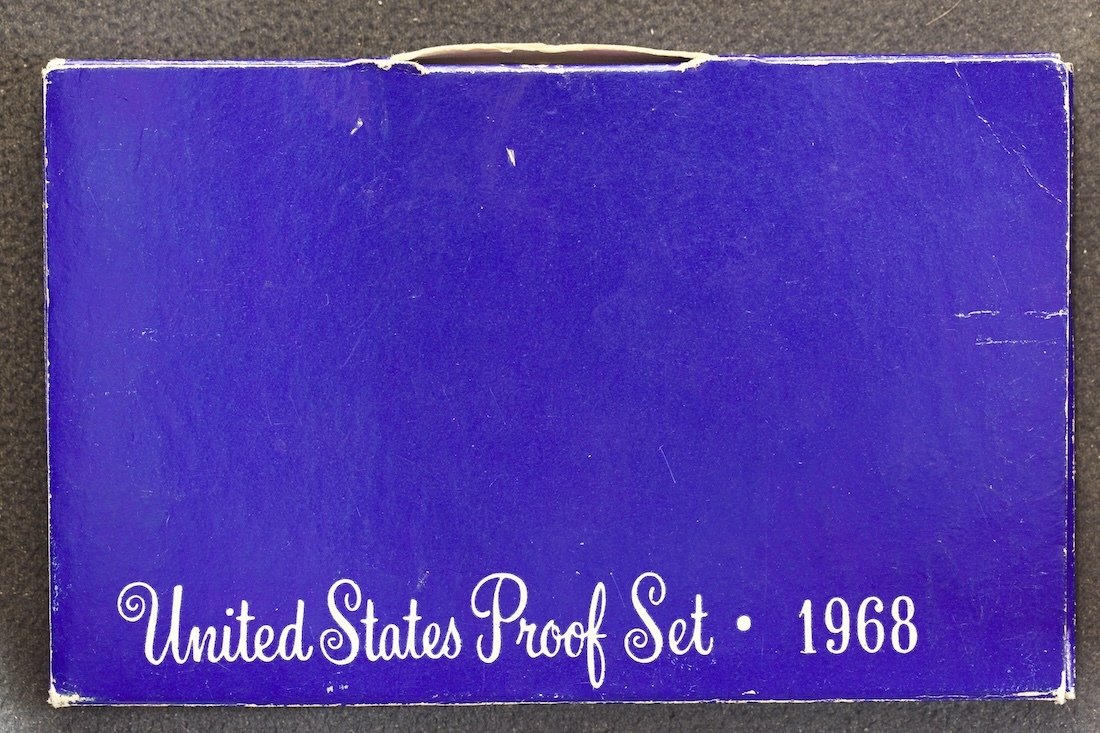 United States Proof Set • 1968